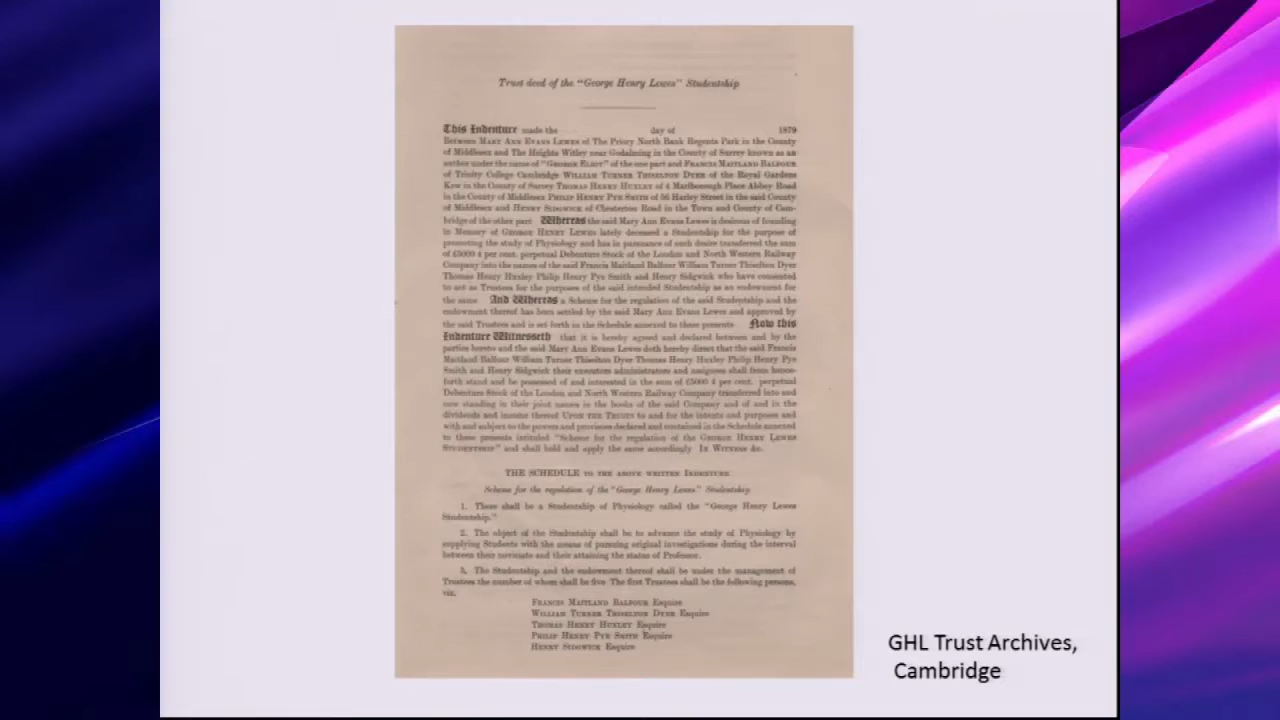 Trust deed of the "George Henry Lewes" Studentship
This Indenture made the day of 1879
Between MARY ANN EVANS LEWES of The Priory North Bank Regents Park in the County
of Middlesex and The Heights Witley near Godalming in the County of Surrey known as an
author under the name of "GEORGE ELIOT" of the one part and FRANCIS MAITLAND BALFOUR
of Trinity College Cambridge WILLIAM TURNER THISELTON DYER of the Royal Gardens
Kew in the County of Surrey THOMAS HENRY HUXLEY of 4 Marlborough Place Abbey Road
in the County of Middlesex PHILIP HENRY PYE SMITH of 56 Harley Street in the said County
of Middlesex and HENRY SIDGWICK of Chesterton Road in the Town and County of Cam-
bridge of the other part Whereas the said Mary Ann Evans Lewes is desirous of founding
in Memory of GEORGE HENRY LEWES lately deceased a Studentship for the purpose of
promoting the study of Physiology and has in pursuance of such desire transferred the sum
of £5000 4 per cent. perpetual Debenture Stock of the London and North Western Railway
Company into the names of the said Francis Maitland Balfour William Turner Thiselton Dyer
Thomas Henry Huxley Philip Henry Pye Smith and Henry Sidgwick who have consented
to act as Trustees for the purposes of the said intended Studentship as an endowment for
the same And Whereas a Scheme for the regulation of the said Studentship and the
endowment thereof has been settled by the said Mary Ann Evans Lewes and approved by
the said Trustees and is set forth in the Schedule annexed to these presents Now this
Indenture Witnesseth that it is hereby agreed and declared between and by the
parties hereto and the said Mary Ann Evans Lewes doth hereby direct that the said Francis
Maitland Balfour William Turner Thiselton Dyer Thomas Henry Huxley Philip Henry Pye
Smith and Henry Sidgwick their executors administrators and assignees shall from hence-
forth stand and be possessed of and interested in the sum of £5000 4 per cent. perpetual
Debenture Stock of the London and North Western Railway Company transferred into and
now standing in their joint names in the books of the said Company and of and in the
dividends and income thereof UPON THE TRUSTS to and for the intents and purposes and
with and subject to the powers and provisions declared and contained in the Schedule annexed
to these presents intituled "Scheme for the regulation of the GEORGE HENRY LEWES
STUDENTSHIP" and shall hold and apply the same accordingly IN WITNESS &c.
THE SCHEDULE TO THE ABOVE WRITTEN INDENTURE
Scheme for the regulation of the "George Henry Lewes" Studentship
1. There shall be a Studentship of Physiology called the "George Henry Lewes
Studentship."
2. The object of the Studentship shall be to advance the study of Physiology by
supplying Students with the means of pursuing original investigations during the interval
between their noviciate and their attaining the status of Professor.
3. The Studentship and the endowment thereof shall be under the management of
Trustees the number of whom shall be five The first Trustees shall be the following persons,
viz.
FRANCIS MAITLAND BALFOUR Esquire
WILLIAM TURNER THISELTON DYER Esquire
THOMAS HENRY HUXLEY Esquire
PHILIP HENRY PYE SMITH Esquire
HENRY SIDGWICK Esquire
GHL Trust Archives,
Cambridge